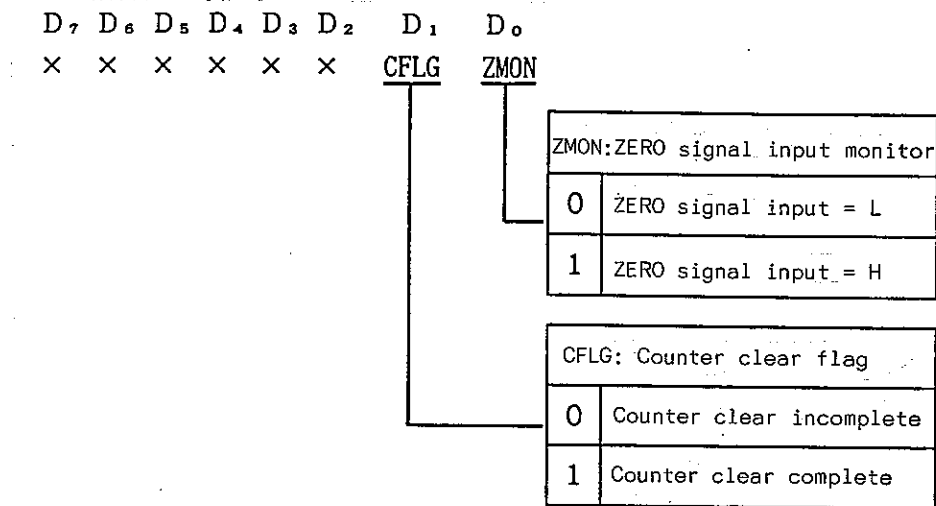 D₇ D₆ D₅ D₄ D₃ D₂ D₁ D₀
× × × × × × CFLG ZMON
ZMON:ZERO signal input monitor
0 ZERO signal input = L
1 ZERO signal input = H
CFLG: Counter clear flag
0 Counter clear incomplete
1 Counter clear complete